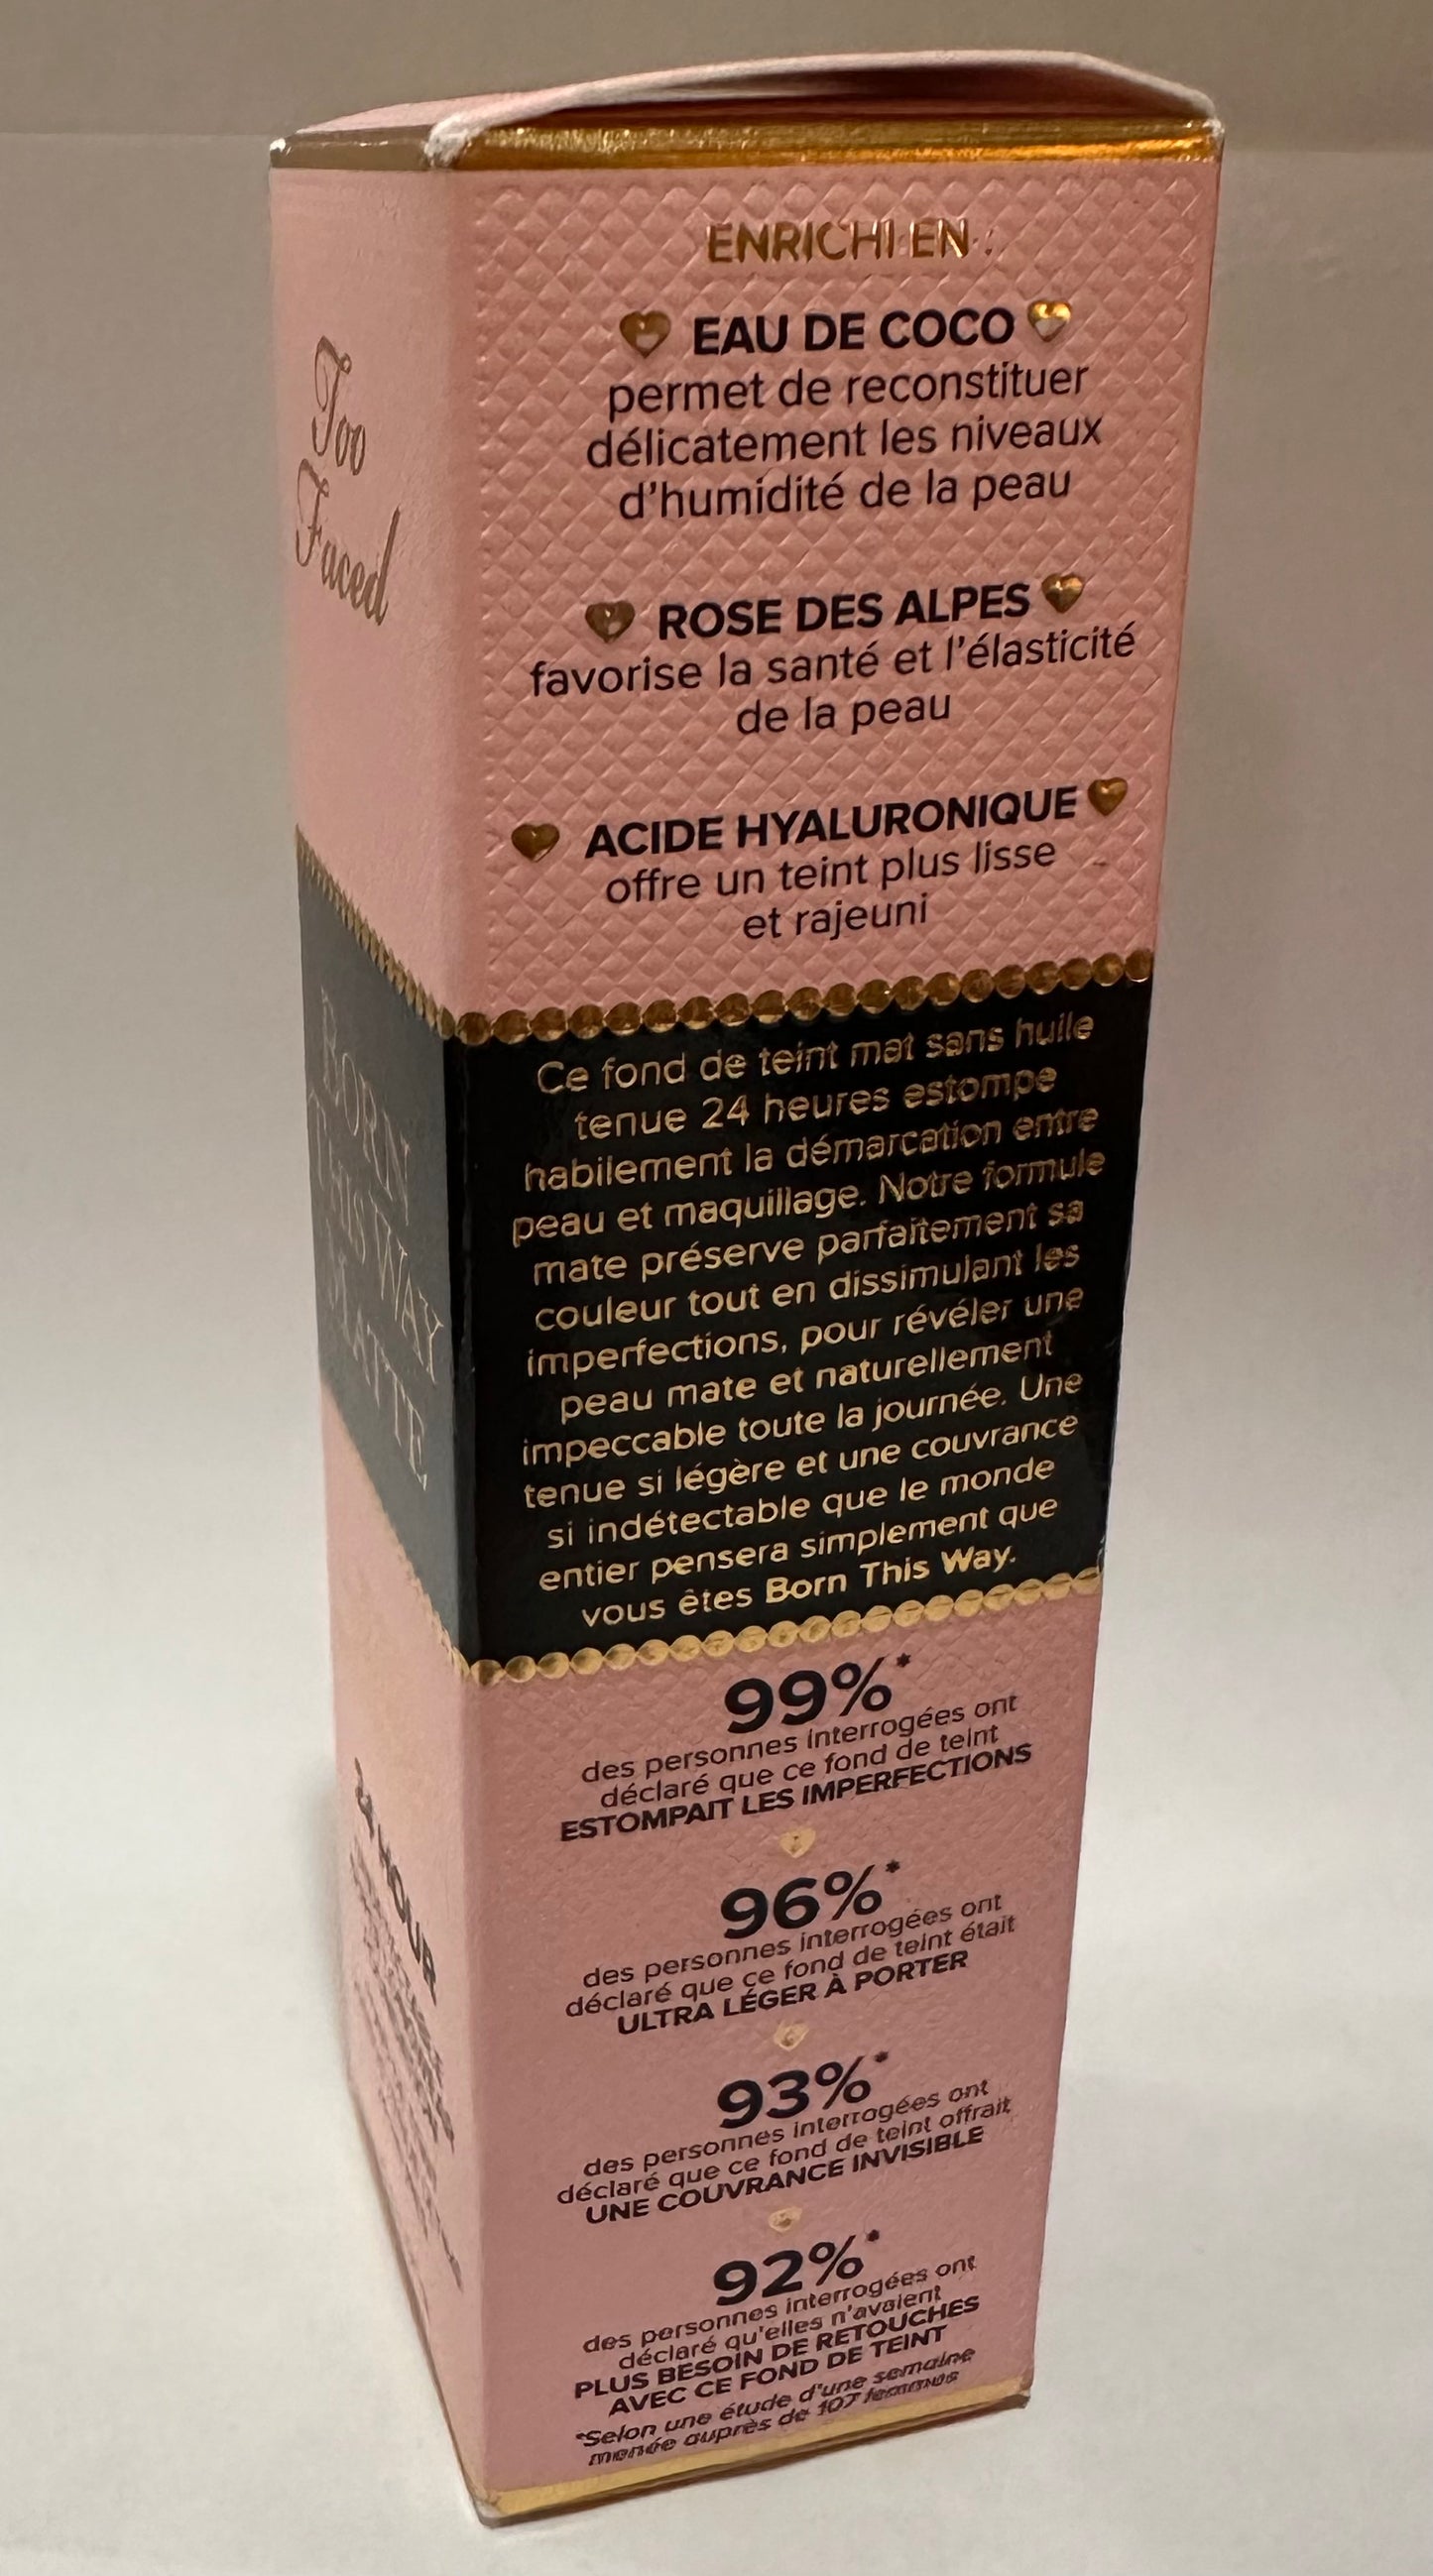 Too
Faced
BORN
THIS WAY
MATTE
24 HOUR
ENRICHI EN :
EAU DE COCO
permet de reconstituer
délicatement les niveaux
d'humidité de la peau
ROSE DES ALPES
favorise la santé et l'élasticité
de la peau
ACIDE HYALURONIQUE
offre un teint plus lisse
et rajeuni
Ce fond de teint mat sans huile
tenue 24 heures estompe
habilement la démarcation entre
peau et maquillage. Notre formule
mate préserve parfaitement sa
couleur tout en dissimulant les
imperfections, pour révéler une
peau mate et naturellement
impeccable toute la journée. Une
tenue si légère et une couvrance
si indétectable que le monde
entier pensera simplement que
vous êtes Born This Way.
99%*
des personnes interrogées ont
déclaré que ce fond de teint
ESTOMPAIT LES IMPERFECTIONS
96%*
des personnes interrogées ont
déclaré que ce fond de teint était
ULTRA LÉGER À PORTER
93%*
des personnes interrogées ont
déclaré que ce fond de teint offrait
UNE COUVRANCE INVISIBLE
92%*
des personnes interrogées ont
déclaré qu'elles n'avaient
PLUS BESOIN DE RETOUCHES
AVEC CE FOND DE TEINT
*Selon une étude d'une semaine
menée auprès de 107 femmes